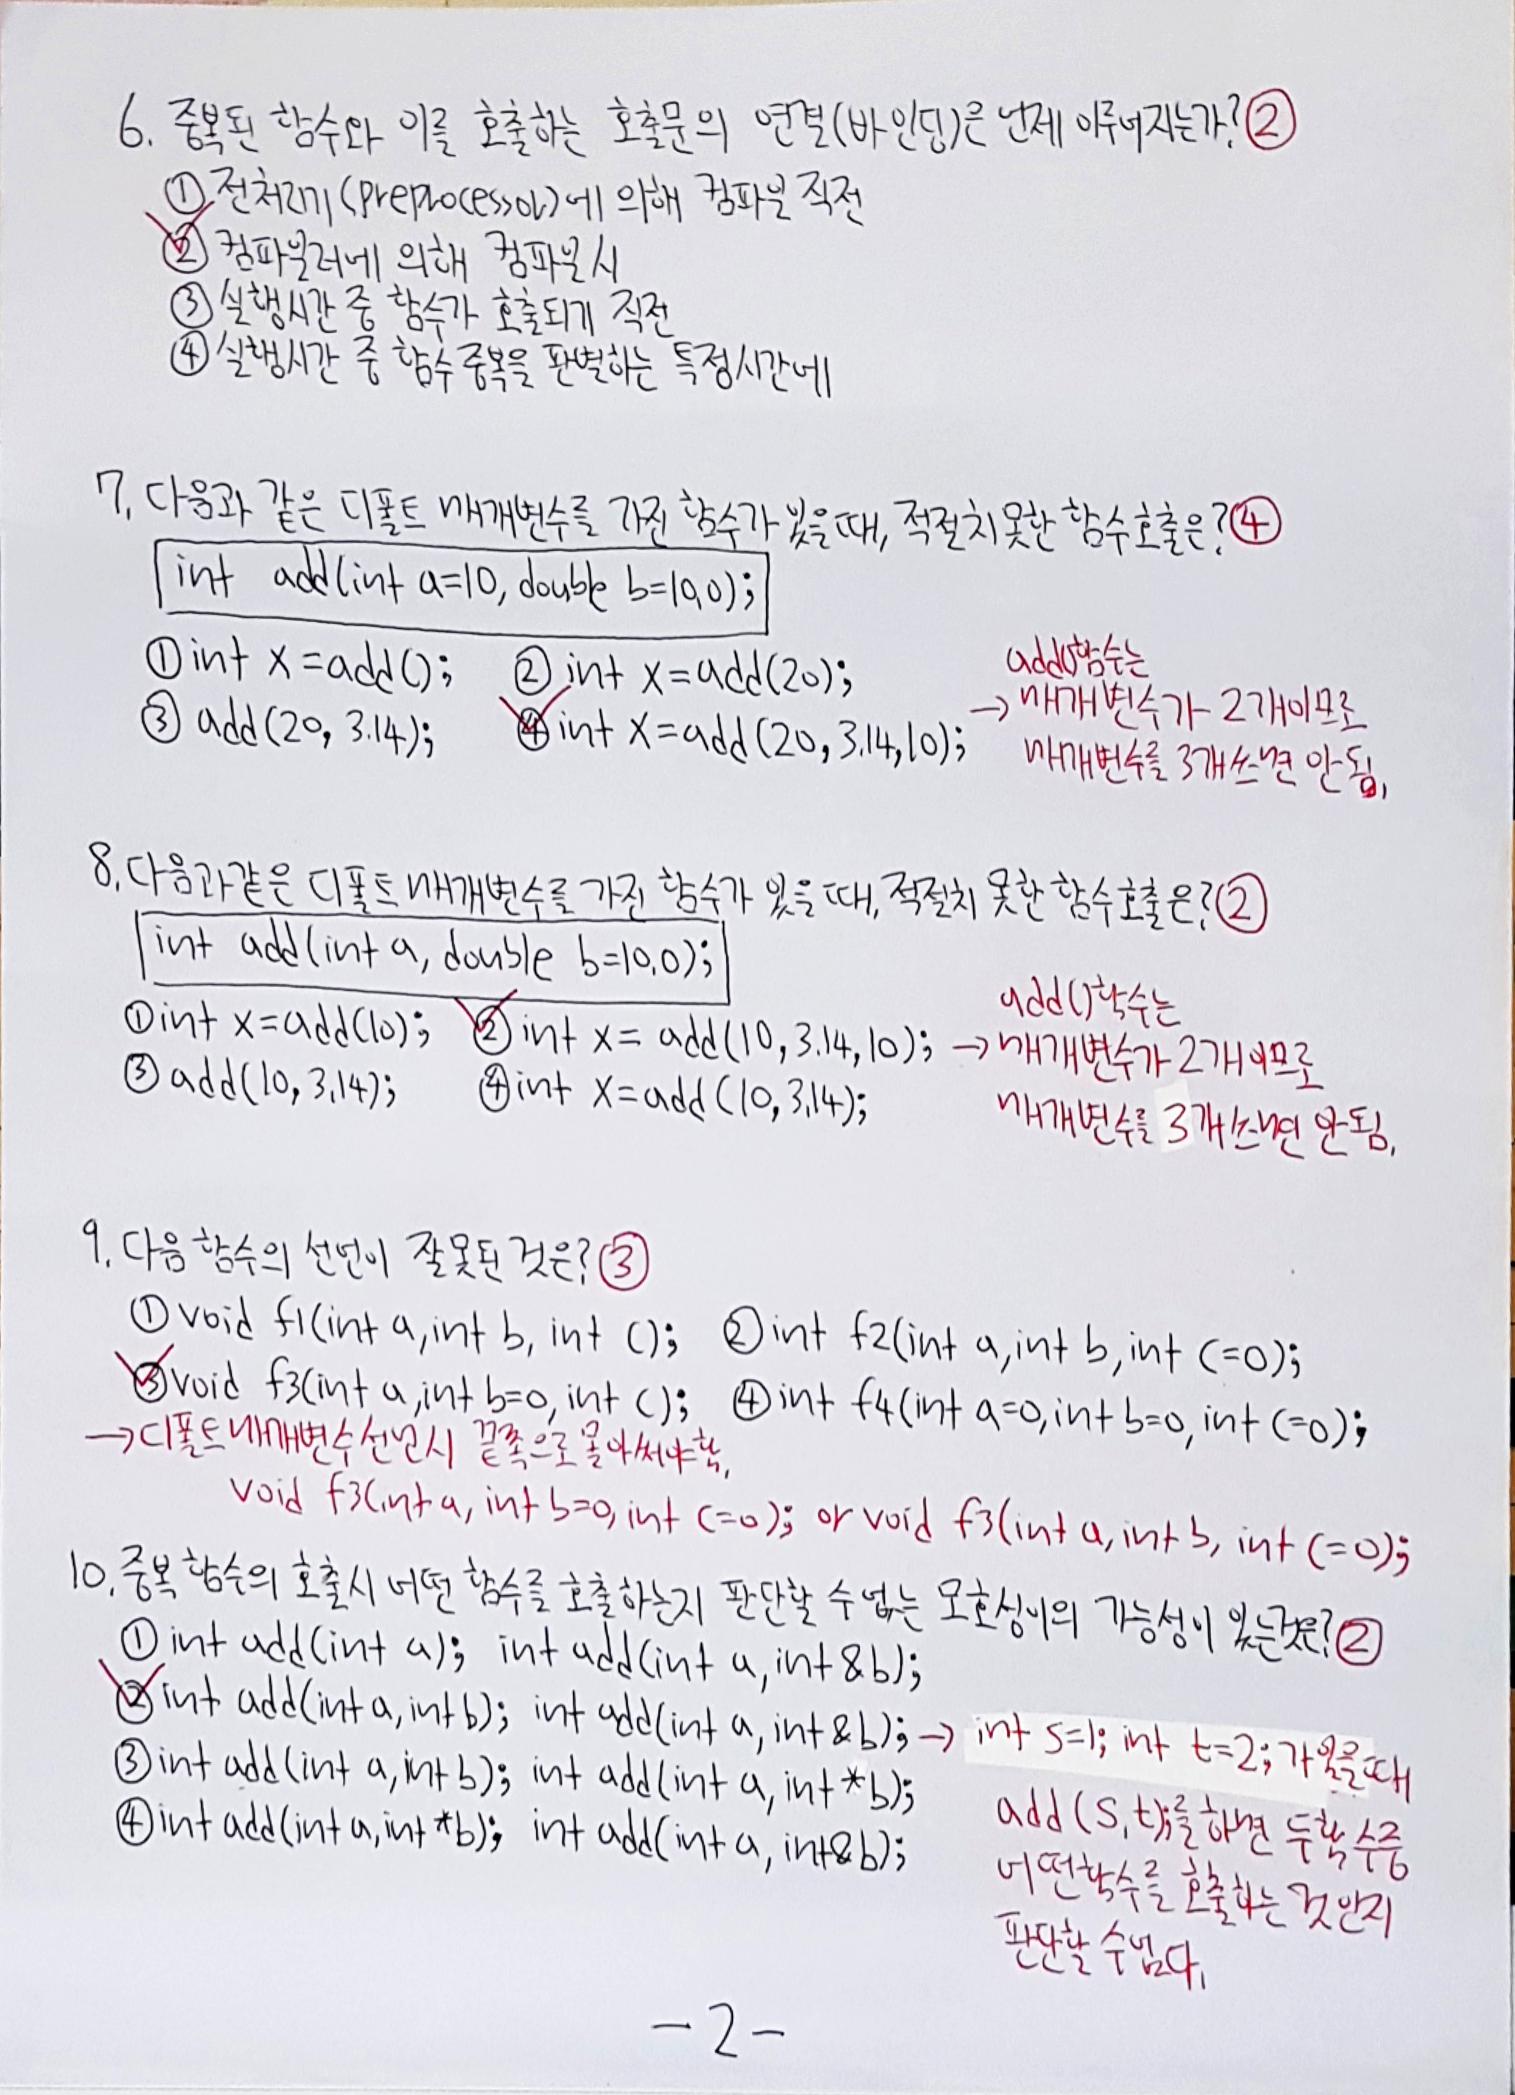 6. 중복된 함수와 이를 호출하는 호출문의 연결(바인딩)은 언제 이루어지는가? ②
① 전처리기(preprocessor)에 의해 컴파일 직전
② 컴파일러에 의해 컴파일시
③ 실행시간 중 함수가 호출되기 직전
④ 실행시간 중 함수 중복을 판별하는 특정시간에
7. 다음과 같은 디폴트 매개변수를 가진 함수가 있을때, 적절치못한 함수호출은? ④
int add(int a=10, double b=10.0);
① int x=add(); ② int x=add(20);
③ add(20, 3.14); ④ int x=add(20, 3.14, 10);
add()함수는
→ 매개변수가 2개이므로
매개변수를 3개쓰면 안됨.
8. 다음과같은 디폴트 매개변수를 가진 함수가 있을때, 적절치 못한 함수호출은? ②
int add(int a, double b=10.0);
① int x=add(10); ② int x= add(10, 3.14, 10);
③ add(10, 3.14); ④ int x=add(10, 3.14);
add()함수는
→ 매개변수가 2개이므로
매개변수를 3개쓰면 안됨.
9. 다음 함수의 선언이 잘못된 것은? ③
① void f1(int a, int b, int c); ② int f2(int a, int b, int c=0);
③ void f3(int a, int b=0, int c); ④ int f4(int a=0, int b=0, int c=0);
→ 디폴트매개변수선언시 끝쪽으로 몰아써야함.
void f3(int a, int b=0, int c=0); or void f3(int a, int b, int c=0);
10. 중복 함수의 호출시 어떤 함수를 호출하는지 판단할 수 없는 모호성이의 가능성이 있는것은? ②
① int add(int a); int add(int a, int &b);
② int add(int a, int b); int add(int a, int &b); → int s=1; int t=2; 가 있을때
③ int add(int a, int b); int add(int a, int *b);
④ int add(int a, int *b); int add(int a, int &b);
add(s,t);를 하면 두함수중
어떤함수를 호출하는 것인지
판단할 수없다.
-2-